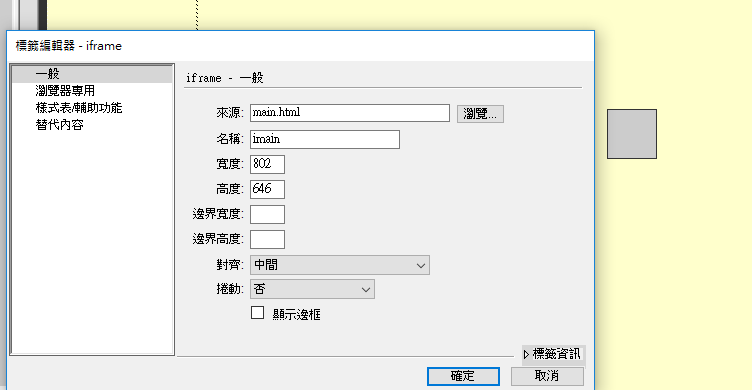 標籤編輯器 - iframe
一般
瀏覽器專用
樣式表/輔助功能
替代內容
iframe - 一般
來源: main.html 瀏覽...
名稱: imain
寬度: 802
高度: 646
邊界寬度:
邊界高度:
對齊: 中間
捲動: 否
顯示邊框
標籤資訊
確定 取消